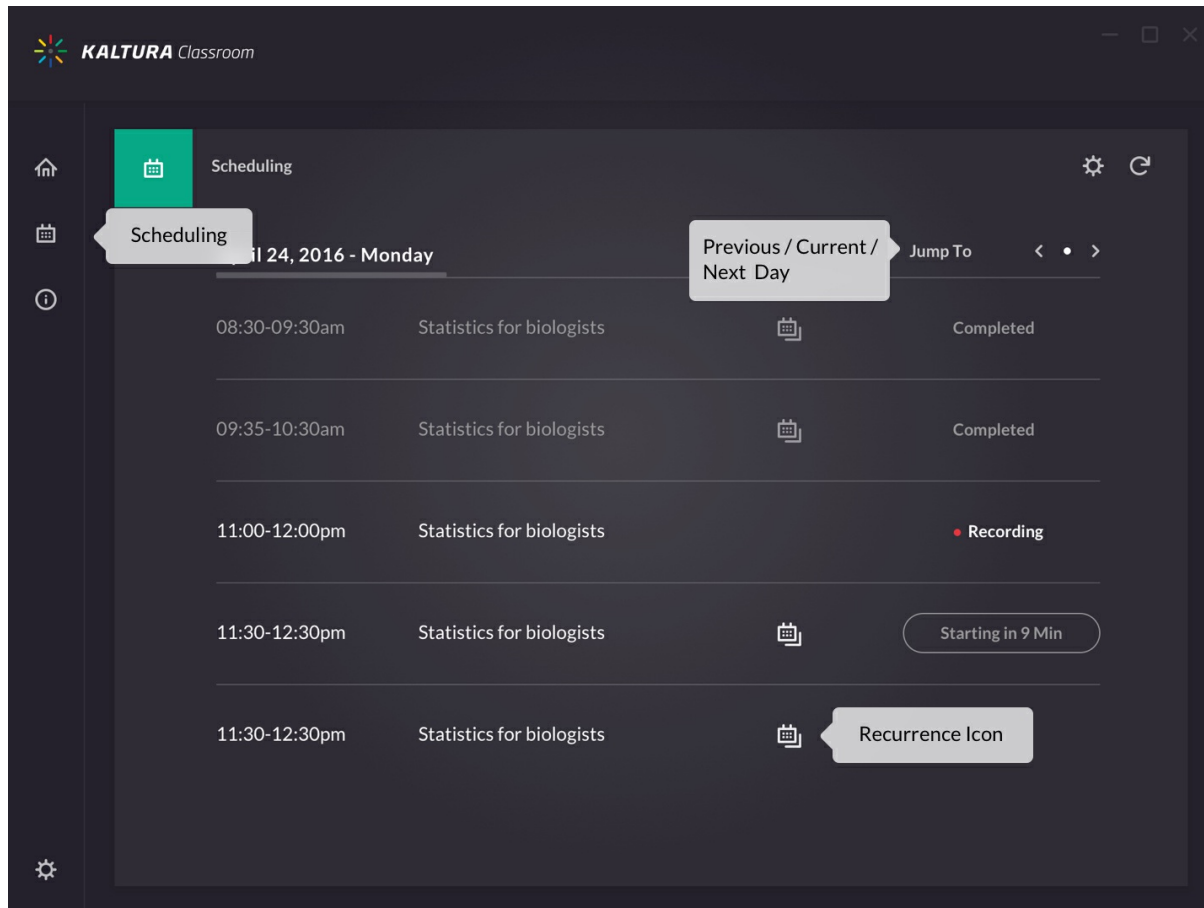 KALTURA Classroom
Scheduling
Scheduling
il 24, 2016 - Monday
Previous / Current /
Next Day
Jump To
08:30-09:30am Statistics for biologists Completed
09:35-10:30am Statistics for biologists Completed
11:00-12:00pm Statistics for biologists Recording
11:30-12:30pm Statistics for biologists Starting in 9 Min
11:30-12:30pm Statistics for biologists
Recurrence Icon